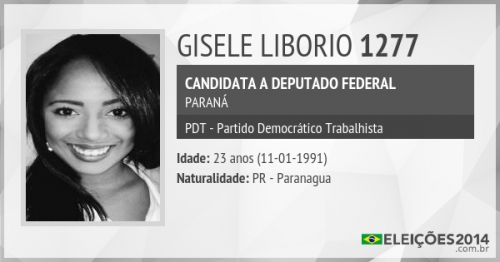 GISELE LIBORIO 1277
CANDIDATA A DEPUTADO FEDERAL
PARANÁ
PDT - Partido Democrático Trabalhista
Idade: 23 anos (11-01-1991)
Naturalidade: PR - Paranagua
ELEIÇÕES2014
.com.br